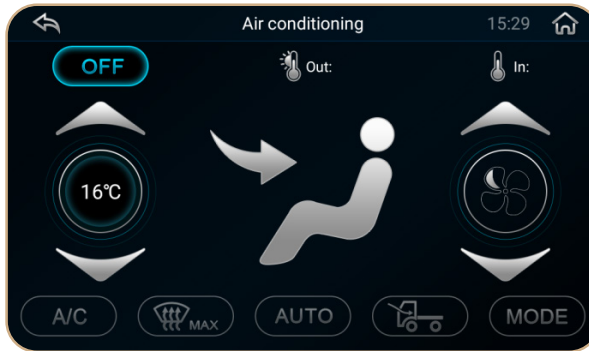 Air conditioning 15:29
OFF Out: In:
16℃
A/C MAX AUTO MODE